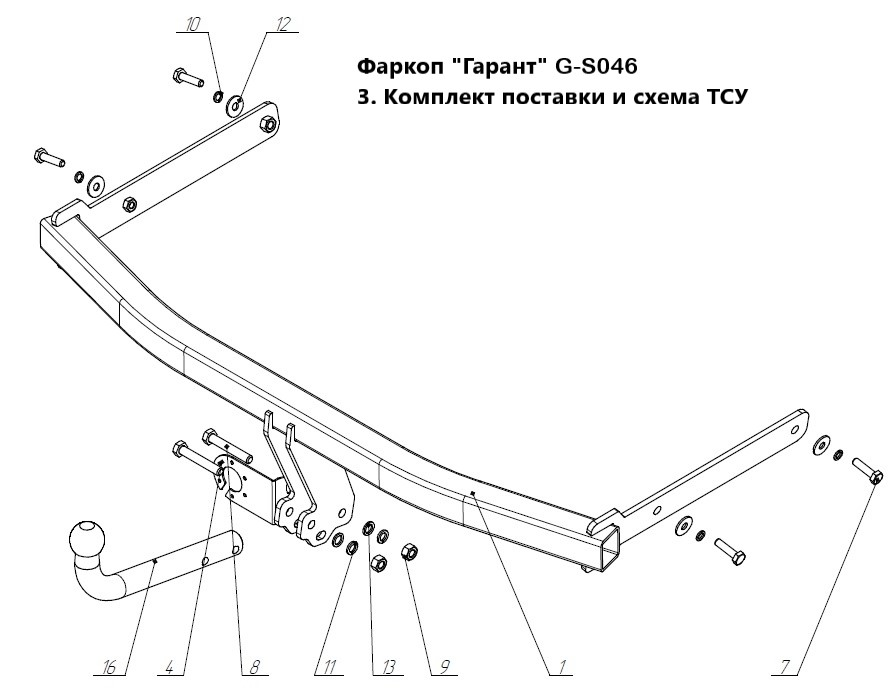 10 12
Фаркоп "Гарант" G-S046
3. Комплект поставки и схема ТСУ
16 4 8 11 13 9 1 7